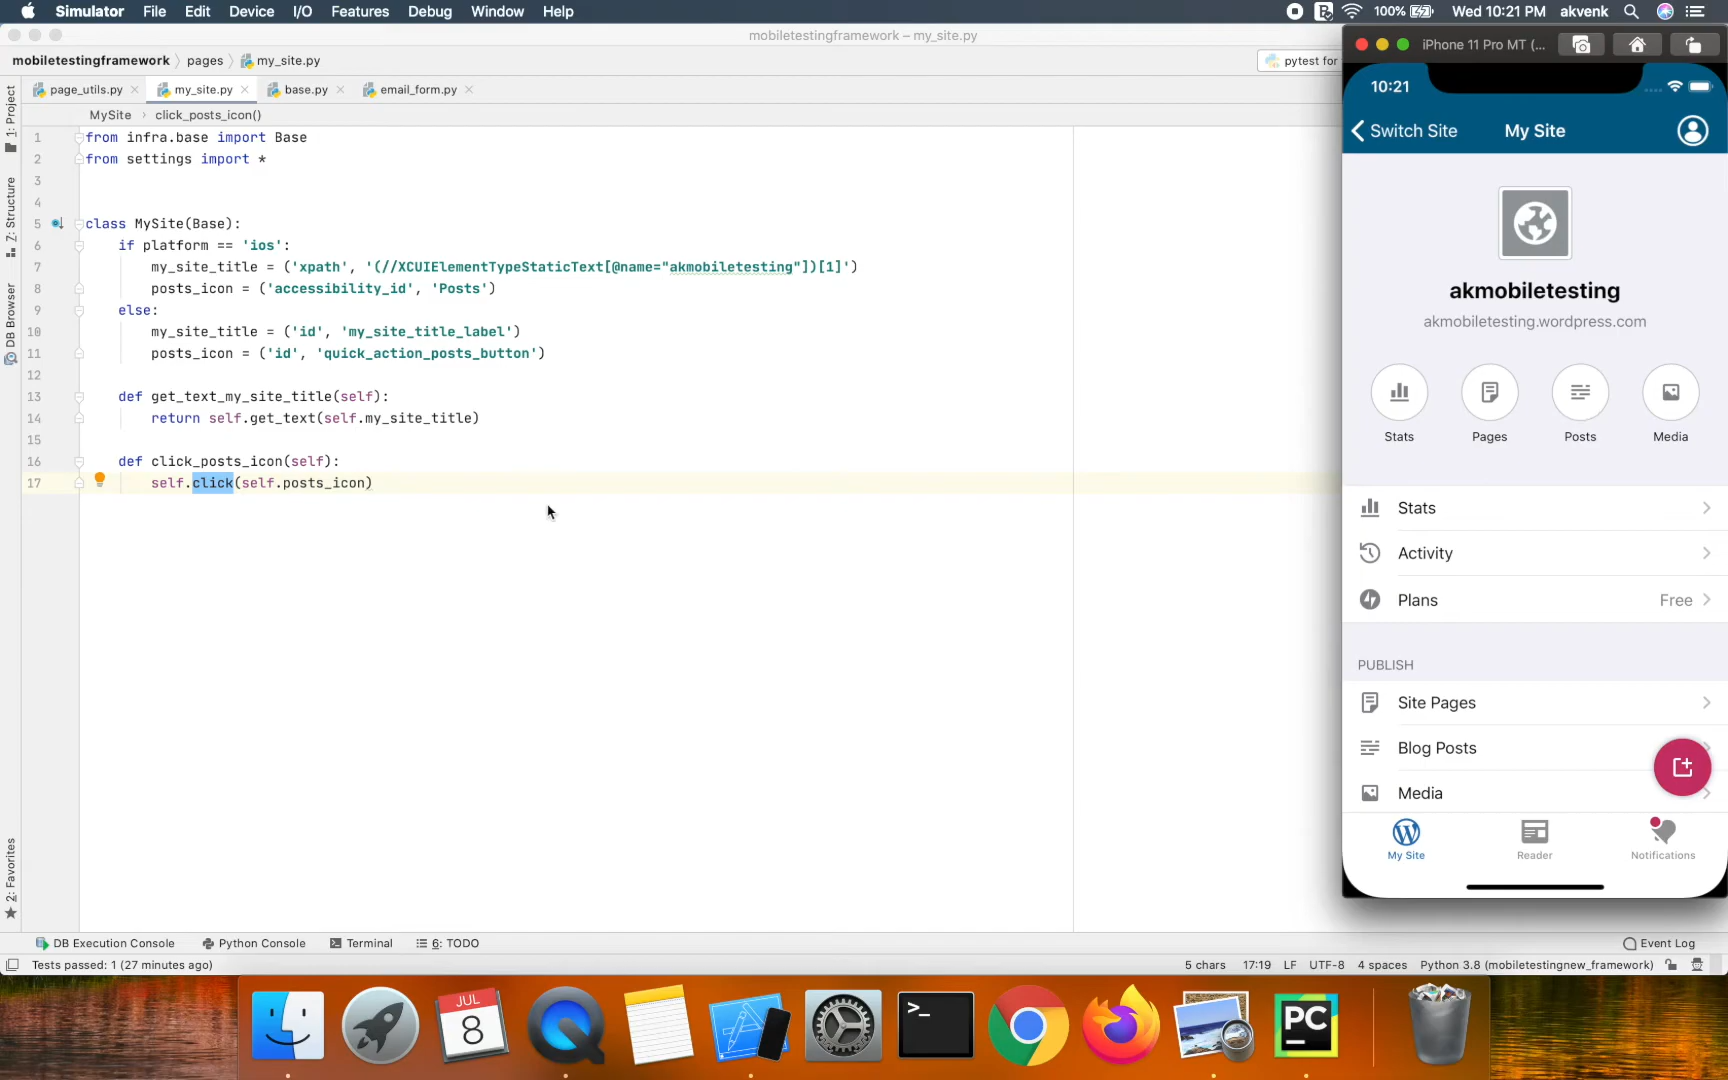 Simulator File Edit Device I/O Features Debug Window Help 100% Wed 10:21 PM akvenk
mobiletestingframework – my_site.py
mobiletestingframework pages my_site.py pytest for
page_utils.py my_site.py base.py email_form.py
MySite click_posts_icon()
1 from infra.base import Base
2 from settings import *
3
4
5 class MySite(Base):
6 if platform == 'ios':
7 my_site_title = ('xpath', '(//XCUIElementTypeStaticText[@name="akmobiletesting"])[1]')
8 posts_icon = ('accessibility_id', 'Posts')
9 else:
10 my_site_title = ('id', 'my_site_title_label')
11 posts_icon = ('id', 'quick_action_posts_button')
12
13 def get_text_my_site_title(self):
14 return self.get_text(self.my_site_title)
15
16 def click_posts_icon(self):
17 self.click(self.posts_icon)
1: Project
7: Structure
DB Browser
2: Favorites
iPhone 11 Pro MT (...
10:21
Switch Site My Site
akmobiletesting
akmobiletesting.wordpress.com
Stats Pages Posts Media
Stats
Activity
Plans Free
PUBLISH
Site Pages
Blog Posts
Media
My Site Reader Notifications
DB Execution Console Python Console Terminal 6: TODO Event Log
Tests passed: 1 (27 minutes ago) 5 chars 17:19 LF UTF-8 4 spaces Python 3.8 (mobiletestingnew_framework)
JUL
8
>_
PC